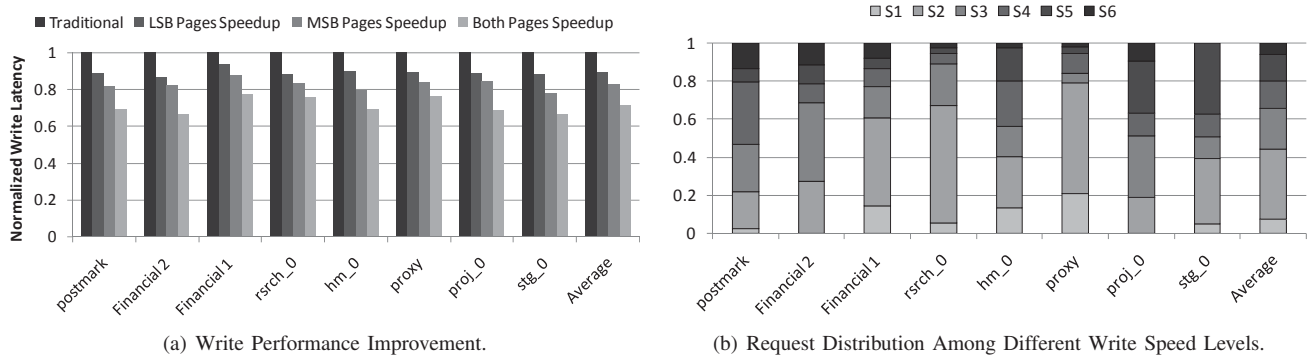 Traditional LSB Pages Speedup MSB Pages Speedup Both Pages Speedup
Normalized Write Latency
1
0.8
0.6
0.4
0.2
0
postmark Financial 2 Financial 1 rsrch_0 hm_0 proxy proj_0 stg_0 Average
(a) Write Performance Improvement.
S1 S2 S3 S4 S5 S6
1
0.8
0.6
0.4
0.2
0
postmark Financial 2 Financial 1 rsrch_0 hm_0 proxy proj_0 stg_0 Average
(b) Request Distribution Among Different Write Speed Levels.